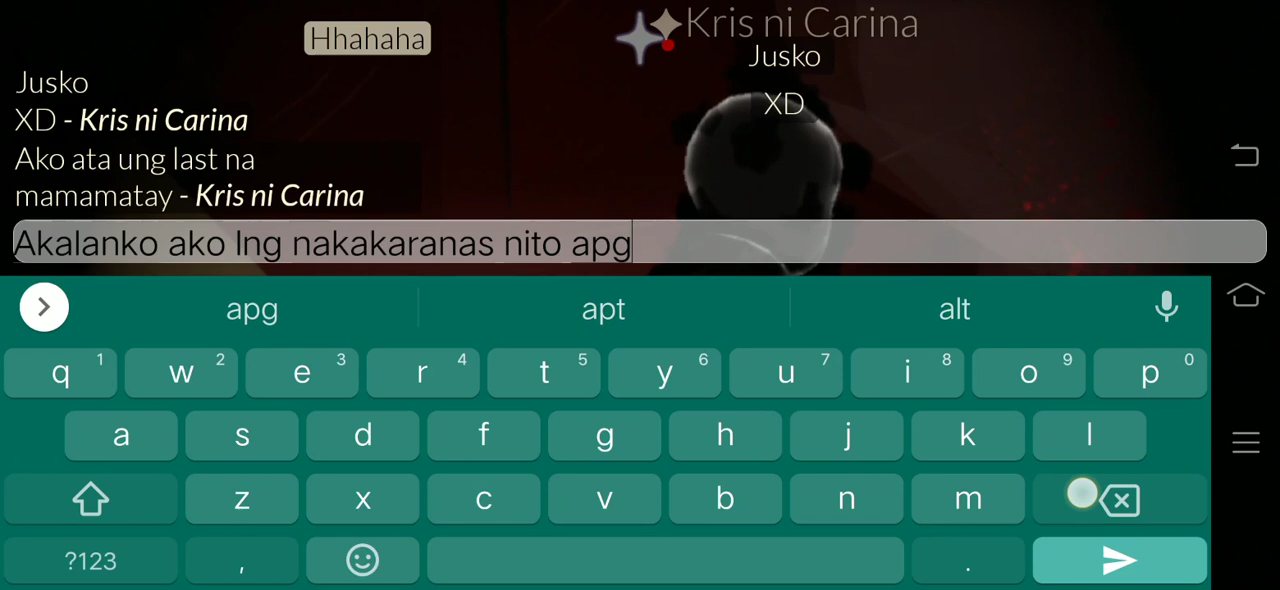 Hhahaha
Kris ni Carina
Jusko
XD
Jusko
XD - Kris ni Carina
Ako ata ung last na
mamamatay - Kris ni Carina
Akalanko ako lng nakakaranas nito apg
apg apt alt
q 1 w 2 e 3 r 4 t 5 y 6 u 7 i 8 o 9 p 0
a s d f g h j k l
z x c v b n m
?123 , .